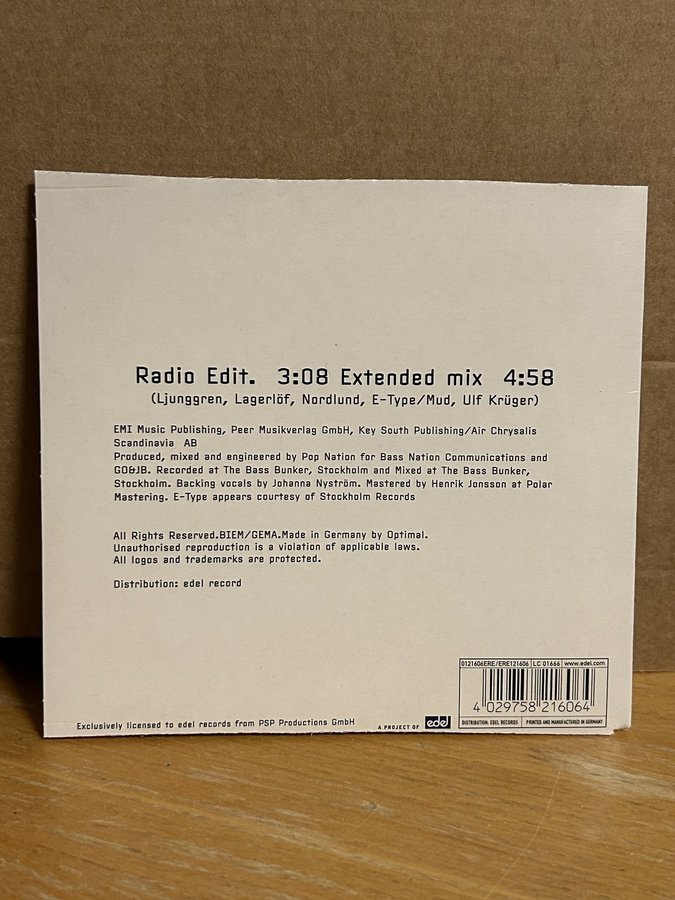 Radio Edit.  3:08 Extended mix  4:58
(Ljunggren, Lagerlöf, Nordlund, E-Type/Mud, Ulf Krüger)
EMI Music Publishing, Peer Musikverlag GmbH, Key South Publishing/Air Chrysalis
Scandinavia  AB
Produced, mixed and engineered by Pop Nation for Bass Nation Communications and
GO&JB. Recorded at The Bass Bunker, Stockholm and Mixed at The Bass Bunker,
Stockholm. Backing vocals by Johanna Nyström. Mastered by Henrik Jonsson at Polar
Mastering. E-Type appears courtesy of Stockholm Records
All Rights Reserved.BIEM/GEMA.Made in Germany by Optimal.
Unauthorised reproduction is a violation of applicable laws.
All logos and trademarks are protected.
Distribution: edel record
0121606ERE/ERE121606 | LC 01666 | www.edel.com
4 029758 216064
DISTRIBUTION: EDEL RECORDS | PRINTED AND MANUFACTURED IN GERMANY
Exclusively licensed to edel records from PSP Productions GmbH
A PROJECT OF edel